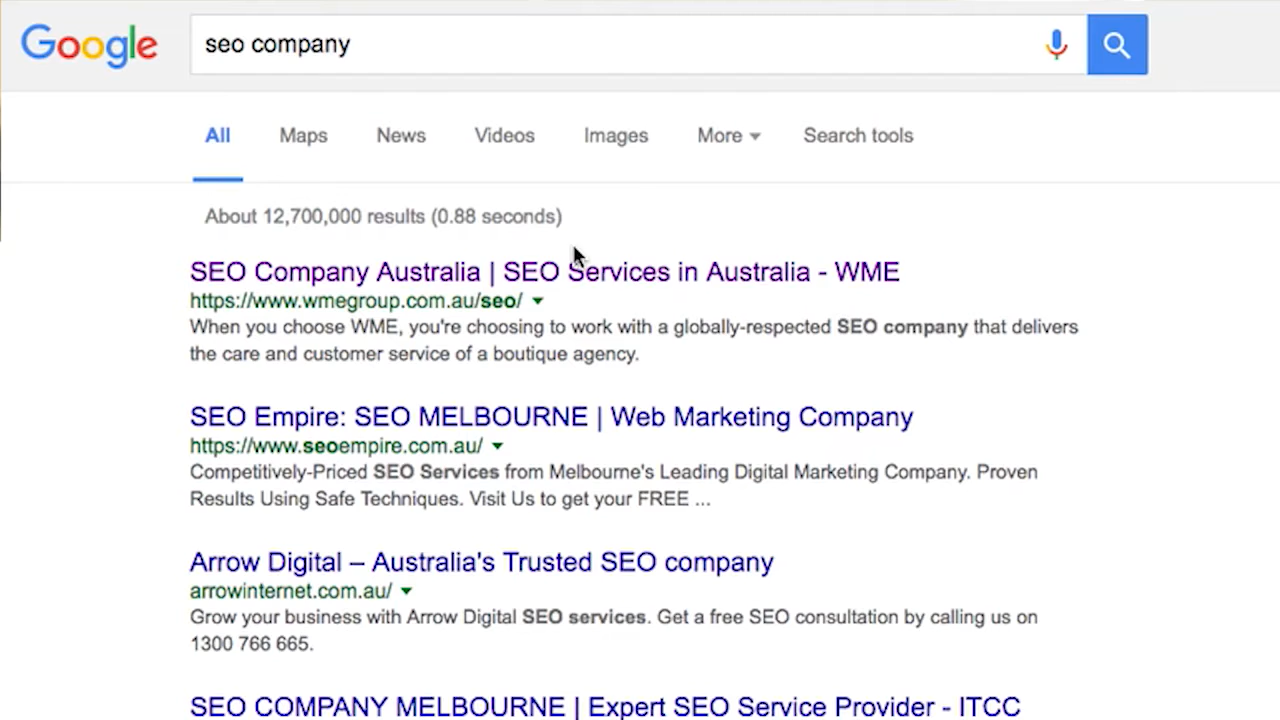 Google seo company
All Maps News Videos Images More Search tools
About 12,700,000 results (0.88 seconds)
SEO Company Australia | SEO Services in Australia - WME
https://www.wmegroup.com.au/seo/
When you choose WME, you're choosing to work with a globally-respected SEO company that delivers
the care and customer service of a boutique agency.
SEO Empire: SEO MELBOURNE | Web Marketing Company
https://www.seoempire.com.au/
Competitively-Priced SEO Services from Melbourne's Leading Digital Marketing Company. Proven
Results Using Safe Techniques. Visit Us to get your FREE ...
Arrow Digital – Australia's Trusted SEO company
arrowinternet.com.au/
Grow your business with Arrow Digital SEO services. Get a free SEO consultation by calling us on
1300 766 665.
SEO COMPANY MELBOURNE | Expert SEO Service Provider - ITCC